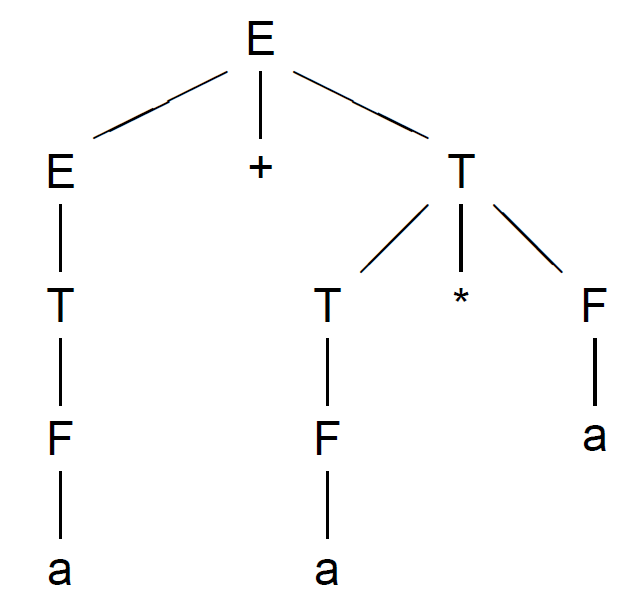 E
E + T
T T * F
F F a
a a